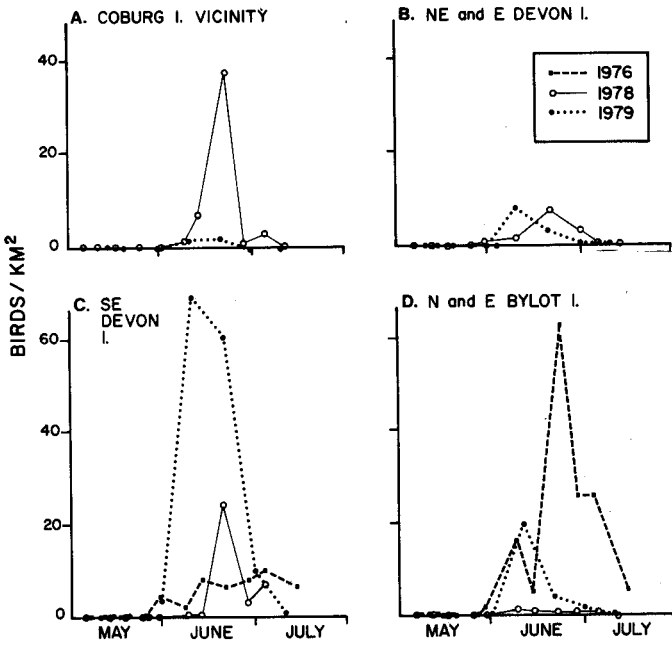 A. COBURG I. VICINITY
B. NE and E DEVON I.
1976
1978
1979
40
20
0
BIRDS/KM²
C. SE
DEVON
I.
D. N and E BYLOT I.
60
40
20
0
MAY JUNE JULY MAY JUNE JULY